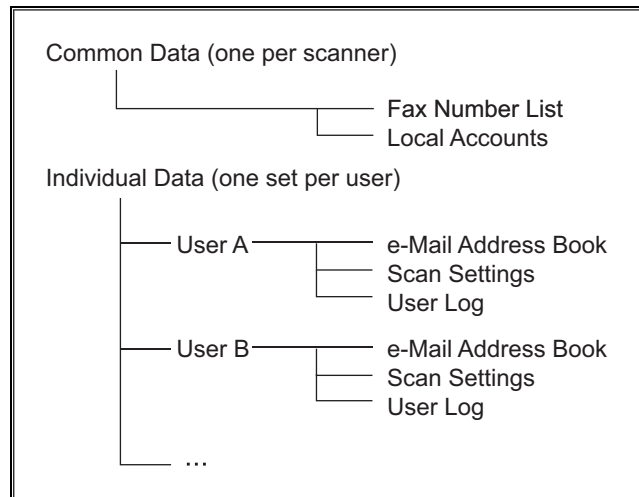 Common Data (one per scanner)
Fax Number List
Local Accounts
Individual Data (one set per user)
User A e-Mail Address Book
Scan Settings
User Log
User B e-Mail Address Book
Scan Settings
User Log
...